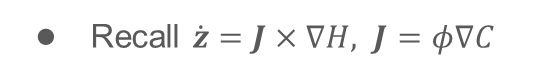 • Recall ż = J × ∇H, J = ϕ∇C